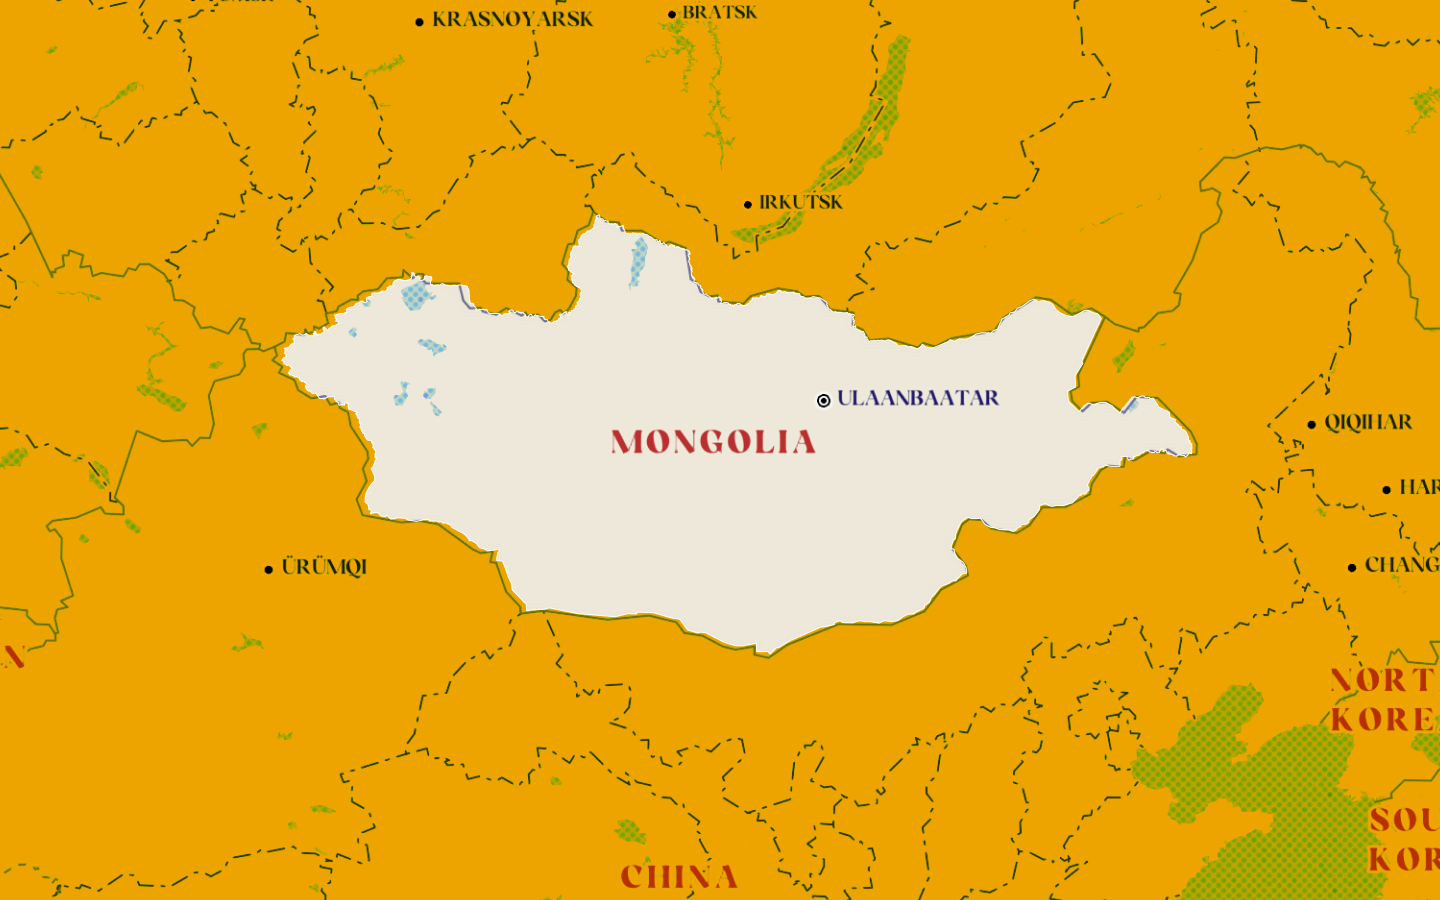 KRASNOYARSK
BRATSK
IRKUTSK
ULAANBAATAR
MONGOLIA
QIQIHAR
HAR
CHANG
ÜRÜMQI
N
NORT
KORE
SOU
KOR
CHINA